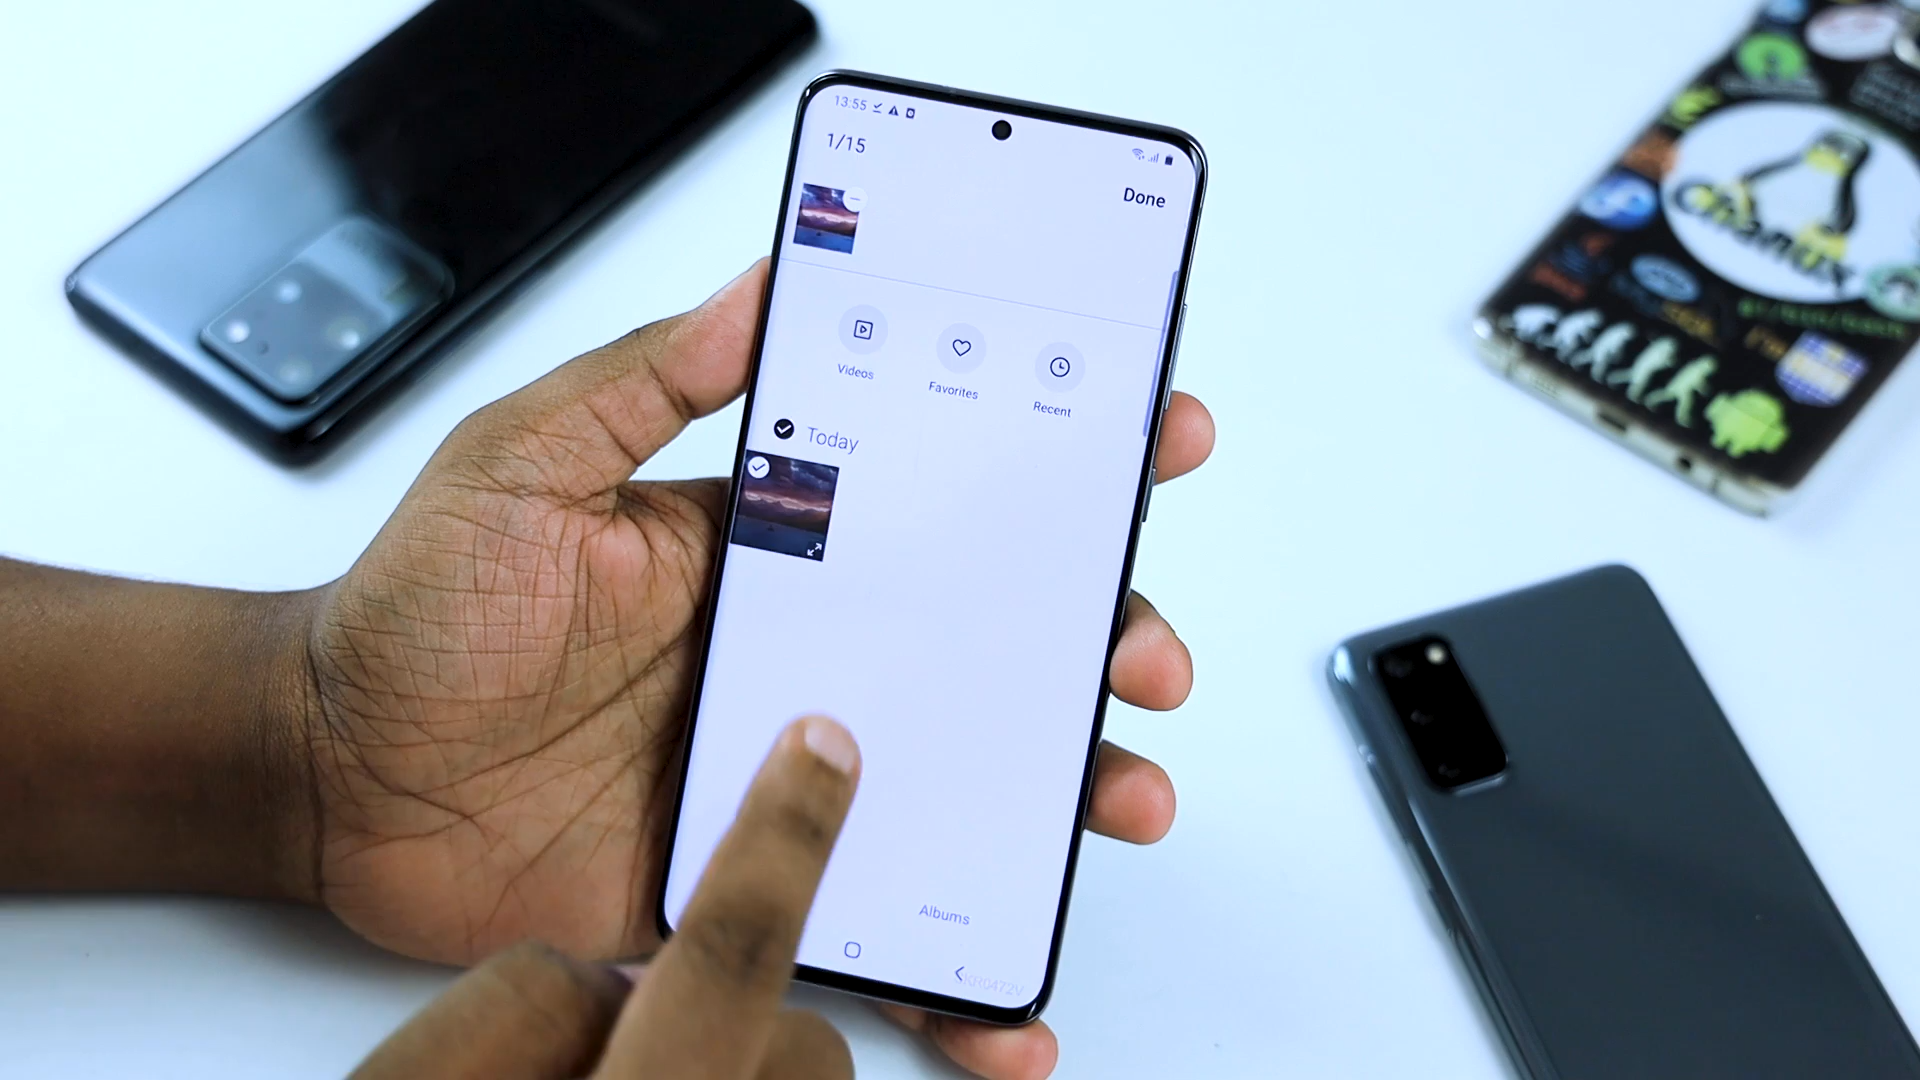 13:55
1/15
Done
Videos
Favorites
Recent
Today
Albums